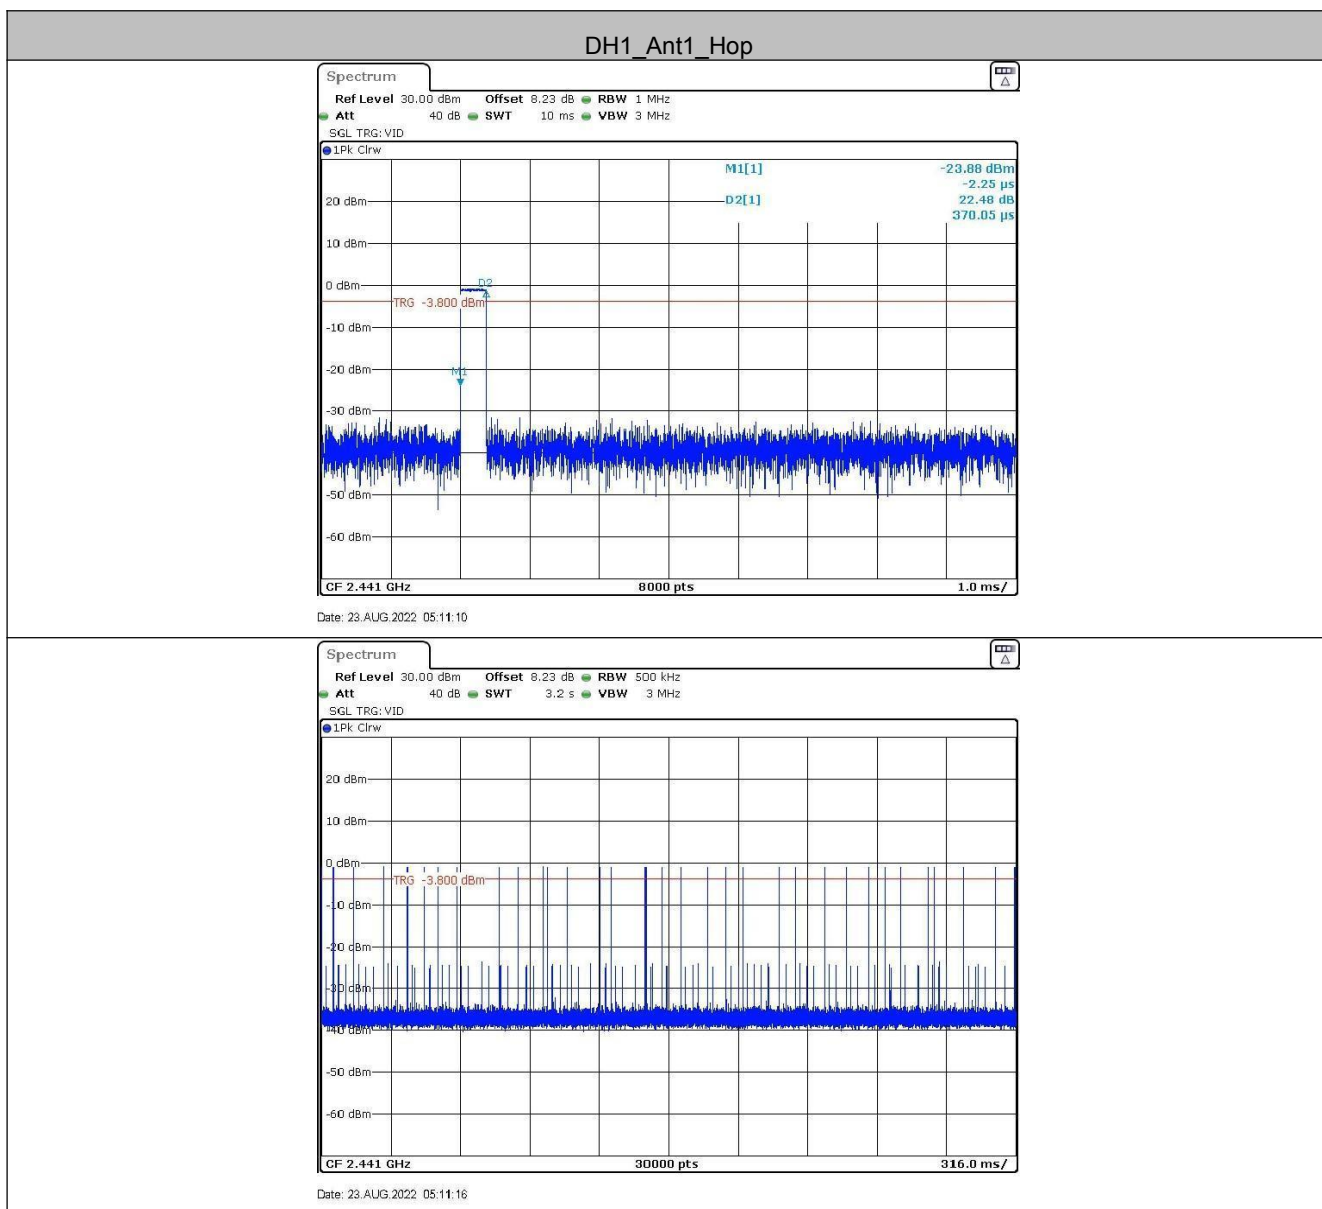 DH1_Ant1_Hop
Spectrum
Ref Level 30.00 dBm Offset 8.23 dB RBW 1 MHz
Att 40 dB SWT 10 ms VBW 3 MHz
SGL TRG: VID
1Pk Clrw
M1[1] -23.88 dBm
-2.25 µs
D2[1] 22.48 dB
370.05 µs
20 dBm
10 dBm
0 dBm
D2
TRG -3.800 dBm
-10 dBm
-20 dBm
M1
-30 dBm
-50 dBm
-60 dBm
CF 2.441 GHz 8000 pts 1.0 ms/
Date: 23.AUG.2022 05:11:10
Spectrum
Ref Level 30.00 dBm Offset 8.23 dB RBW 500 kHz
Att 40 dB SWT 3.2 s VBW 3 MHz
SGL TRG: VID
1Pk Clrw
20 dBm
10 dBm
0 dBm
TRG -3.800 dBm
-10 dBm
-20 dBm
-30 dBm
-40 dBm
-50 dBm
-60 dBm
CF 2.441 GHz 30000 pts 316.0 ms/
Date: 23.AUG.2022 05:11:16